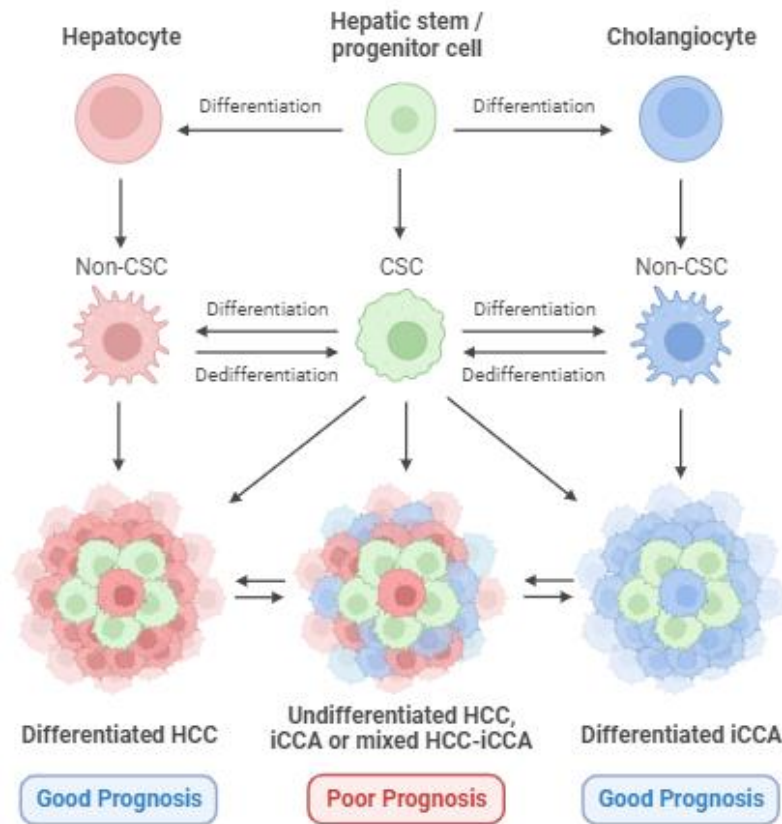 Hepatocyte
Hepatic stem /
progenitor cell
Cholangiocyte
Differentiation
Differentiation
Non-CSC
CSC
Non-CSC
Differentiation
Differentiation
Dedifferentiation
Dedifferentiation
Differentiated HCC
Undifferentiated HCC,
iCCA or mixed HCC-iCCA
Differentiated iCCA
Good Prognosis
Poor Prognosis
Good Prognosis